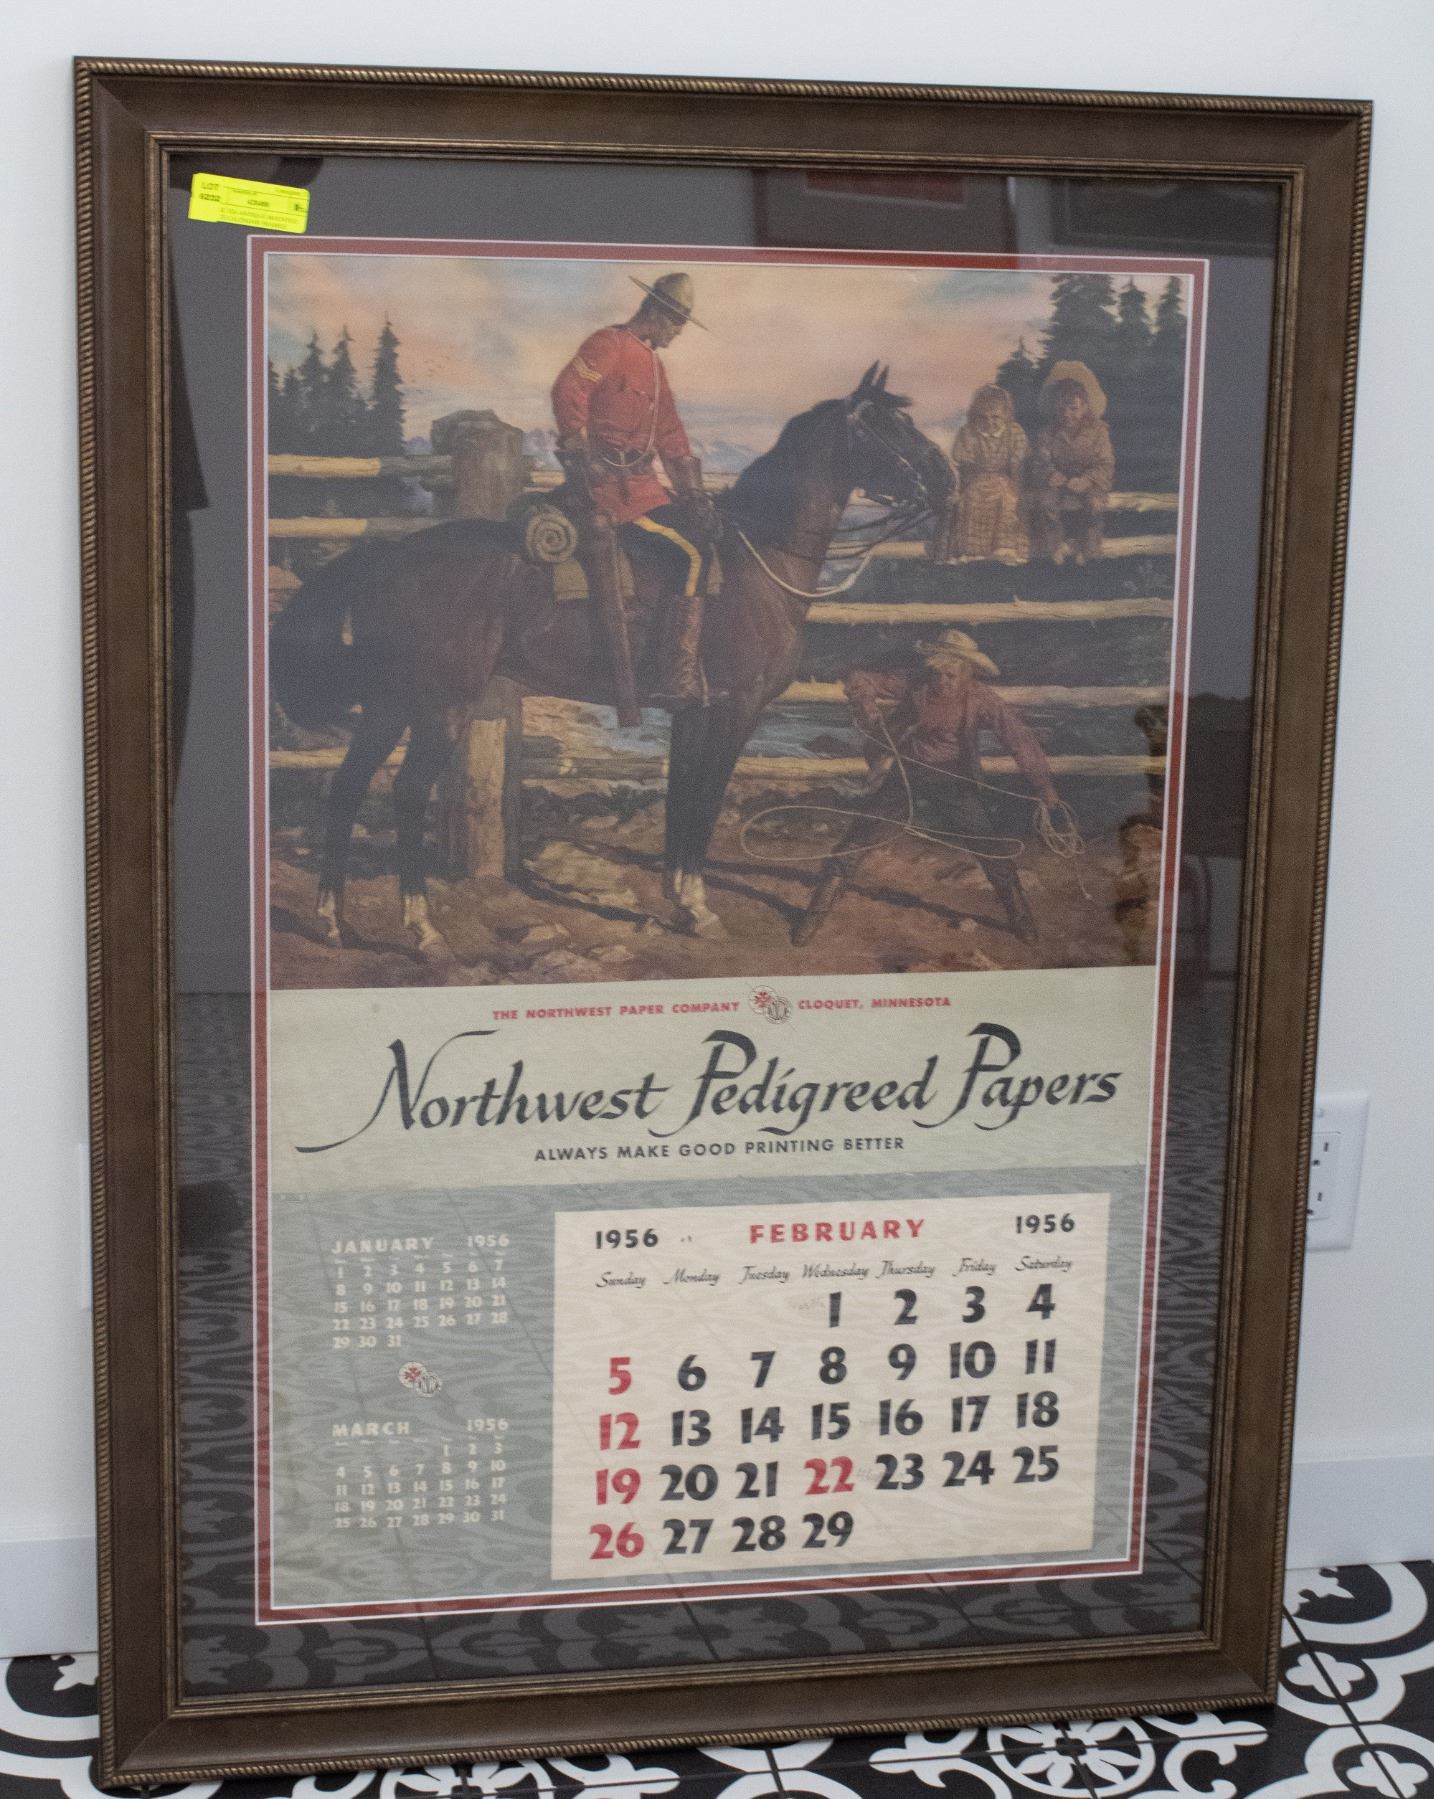 LOT
THE NORTHWEST PAPER COMPANY CLOQUET, MINNESOTA
Northwest Pedigreed Papers
ALWAYS MAKE GOOD PRINTING BETTER
JANUARY 1956
1 2 3 4 5 6 7
8 9 10 11 12 13 14
15 16 17 18 19 20 21
22 23 24 25 26 27 28
29 30 31
MARCH 1956
1 2 3
4 5 6 7 8 9 10
11 12 13 14 15 16 17
18 19 20 21 22 23 24
25 26 27 28 29 30 31
1956 FEBRUARY 1956
Sunday Monday Tuesday Wednesday Thursday Friday Saturday
1 2 3 4
5 6 7 8 9 10 11
12 13 14 15 16 17 18
19 20 21 22 23 24 25
26 27 28 29